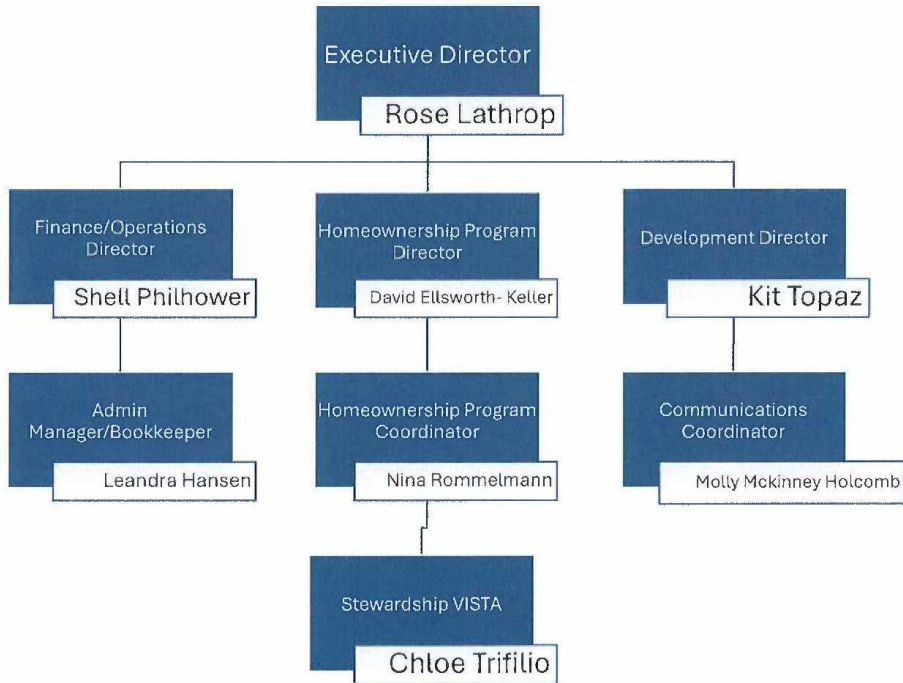 Executive Director
Rose Lathrop
Finance/Operations
Director
Shell Philhower
Homeownership Program
Director
David Ellsworth- Keller
Development Director
Kit Topaz
Admin
Manager/Bookkeeper
Leandra Hansen
Homeownership Program
Coordinator
Nina Rommelmann
Communications
Coordinator
Molly Mckinney Holcomb
Stewardship VISTA
Chloe Trifilio